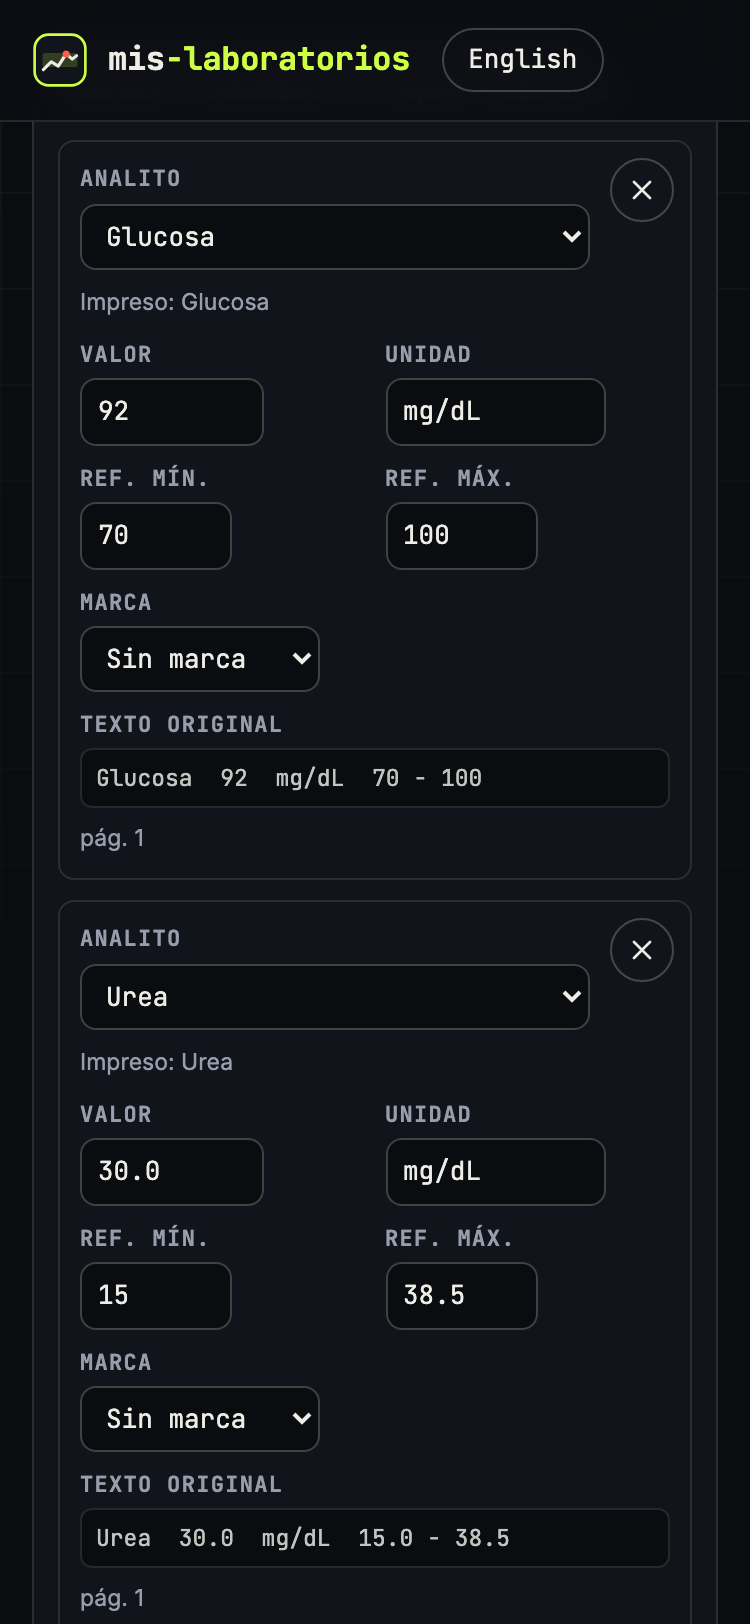 mis-laboratorios English
ANALITO
Glucosa
Impreso: Glucosa
VALOR UNIDAD
92 mg/dL
REF. MÍN. REF. MÁX.
70 100
MARCA
Sin marca
TEXTO ORIGINAL
Glucosa 92 mg/dL 70 - 100
pág. 1
ANALITO
Urea
Impreso: Urea
VALOR UNIDAD
30.0 mg/dL
REF. MÍN. REF. MÁX.
15 38.5
MARCA
Sin marca
TEXTO ORIGINAL
Urea 30.0 mg/dL 15.0 - 38.5
pág. 1